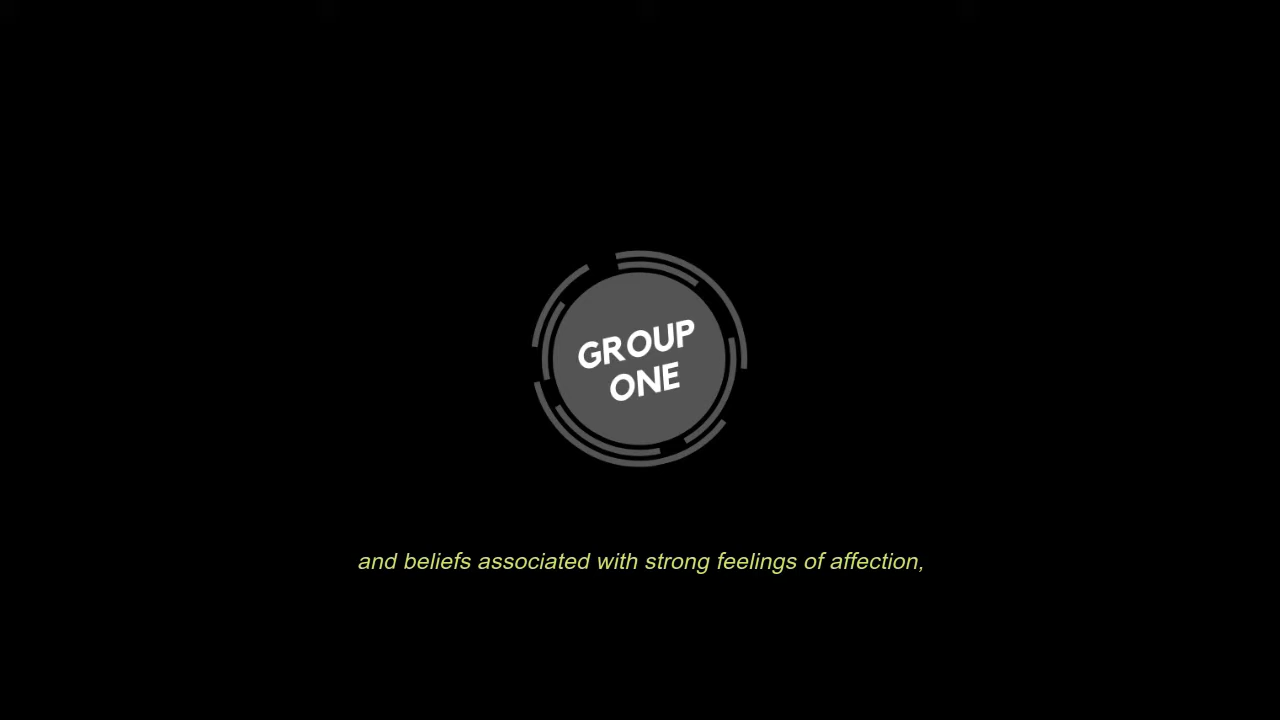 GROUP
ONE
and beliefs associated with strong feelings of affection,